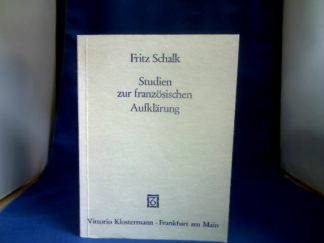 Fritz Schalk
Studien
zur französischen
Aufklärung
Vittorio Klostermann · Frankfurt am Main